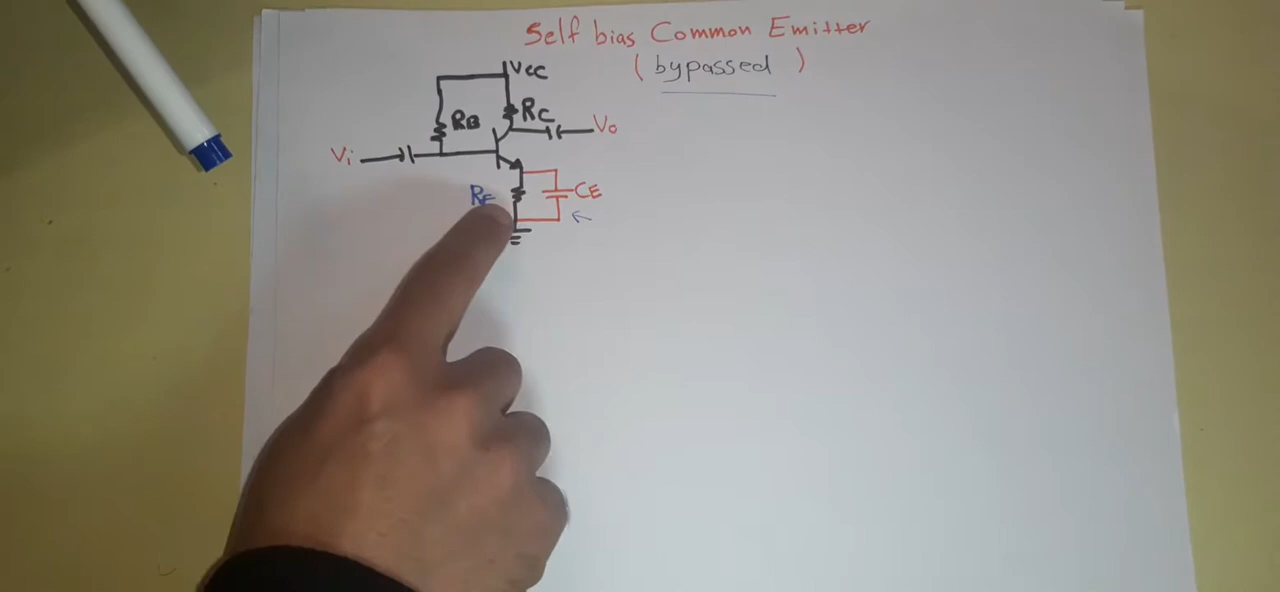 Self bias Common Emitter
( bypassed )
Vcc
RB
RC
Vo
Vi
RE
CE